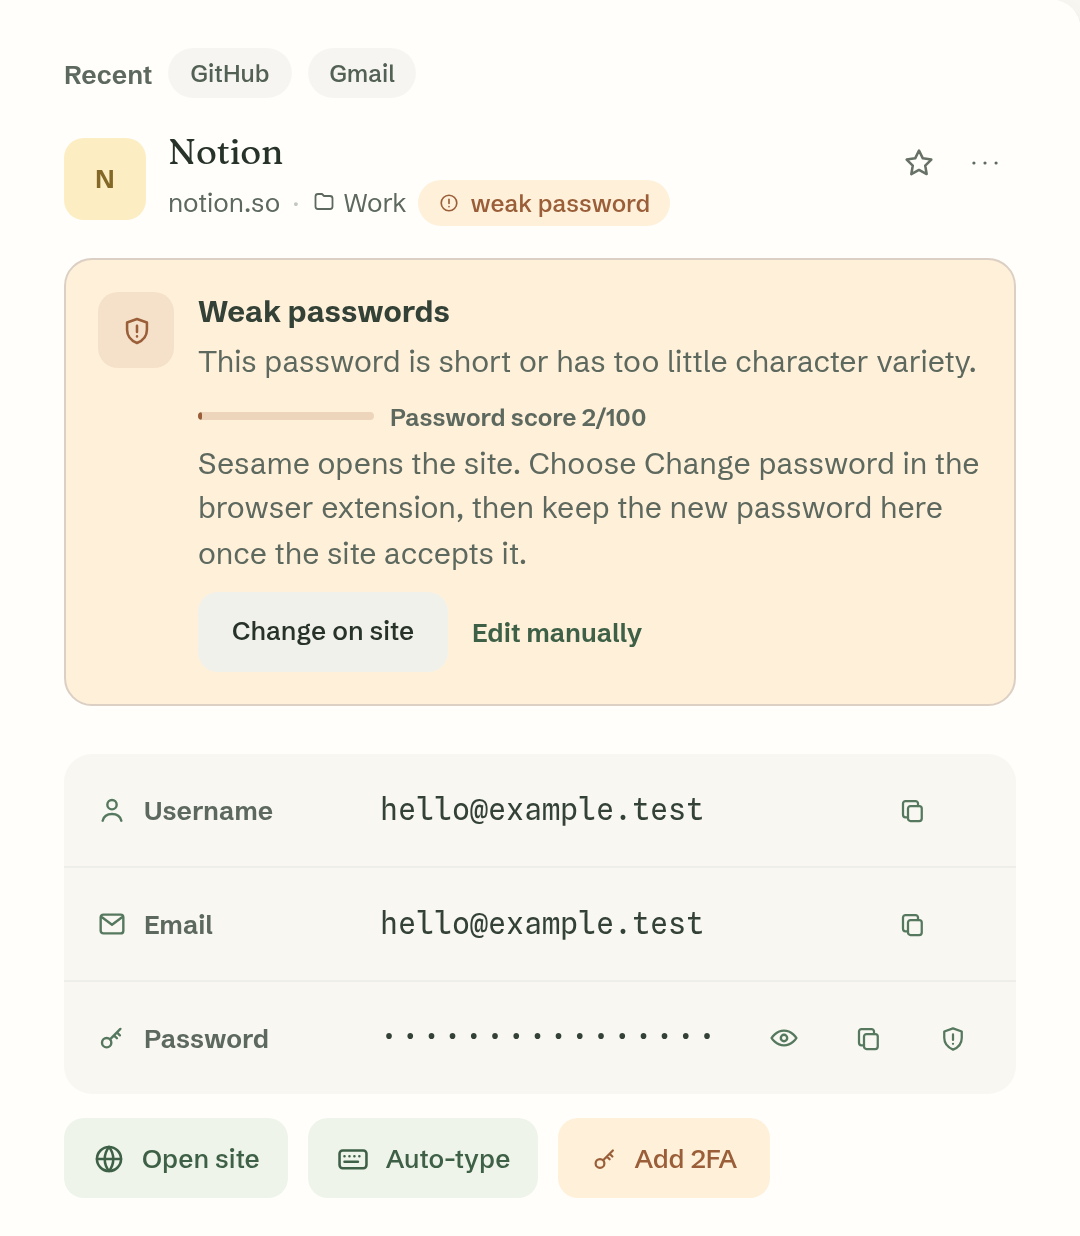 Recent GitHub Gmail
N
Notion
notion.so · Work weak password
Weak passwords
This password is short or has too little character variety.
Password score 2/100
Sesame opens the site. Choose Change password in the
browser extension, then keep the new password here
once the site accepts it.
Change on site Edit manually
Username hello@example.test
Email hello@example.test
Password ••••••••••••••••
Open site Auto-type Add 2FA